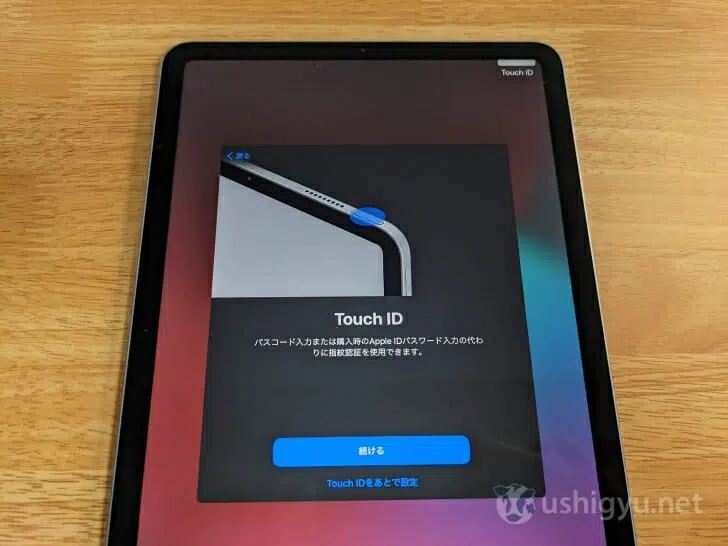 Touch ID
戻る
Touch ID
パスコード入力または購入時のApple IDパスワード入力の代わ
りに指紋認証を使用できます。
続ける
Touch IDをあとで設定
ushigyu.net